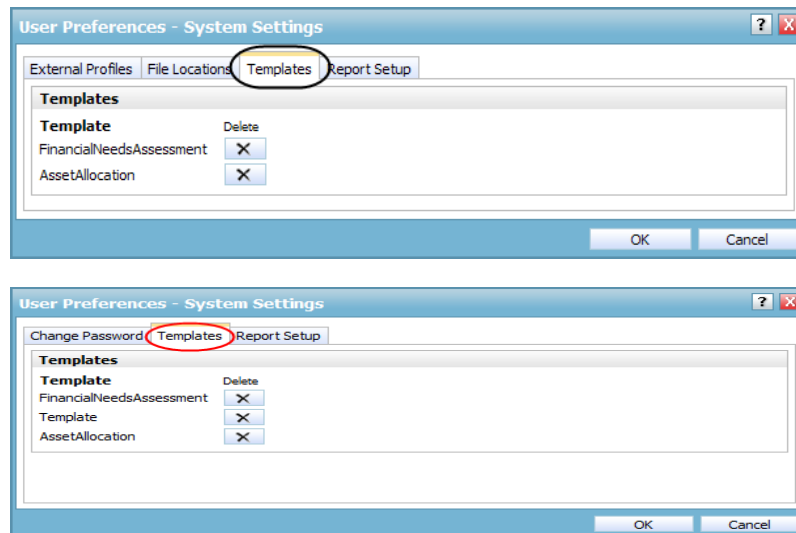 User Preferences - System Settings ? X
External Profiles File Locations Templates Report Setup
Templates
Template Delete
FinancialNeedsAssessment X
AssetAllocation X
OK Cancel
User Preferences - System Settings ? X
Change Password Templates Report Setup
Templates
Template Delete
FinancialNeedsAssessment X
Template X
AssetAllocation X
OK Cancel